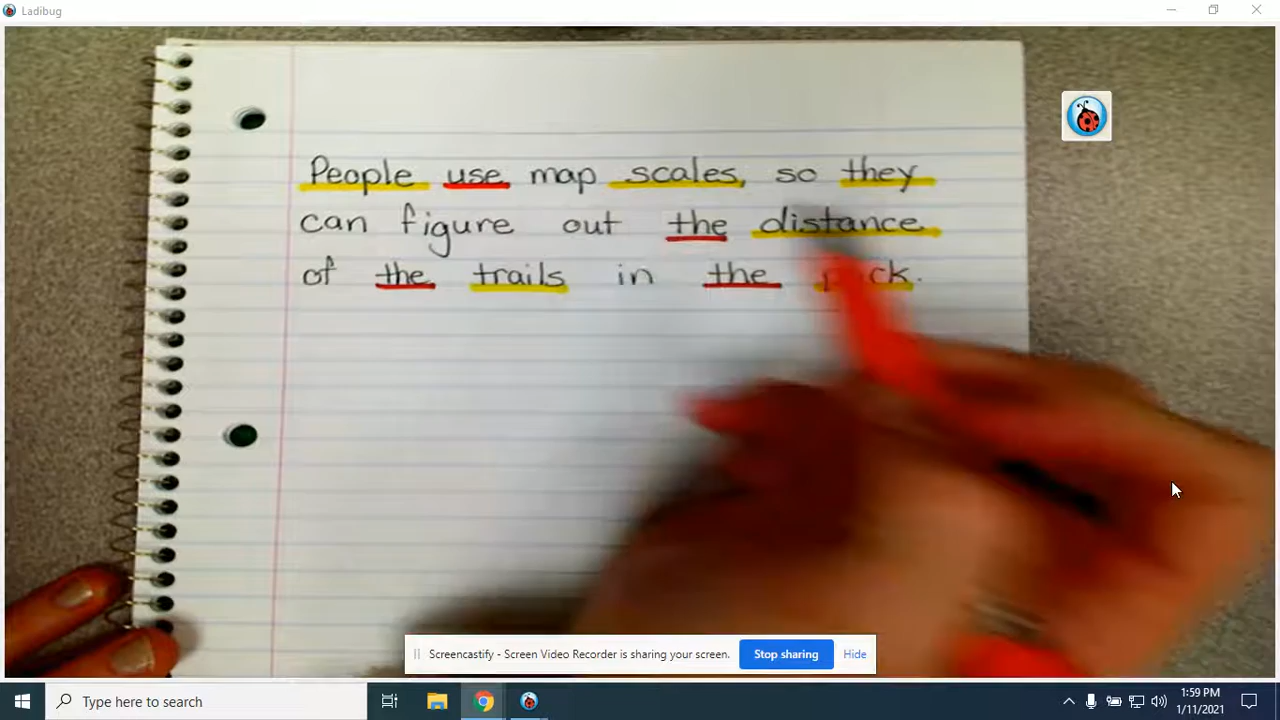 Ladibug
People use map scales, so they
can figure out the distance
of the trails in the
Screencastify - Screen Video Recorder is sharing your screen.
Stop sharing
Hide
Type here to search
1:59 PM
1/11/2021